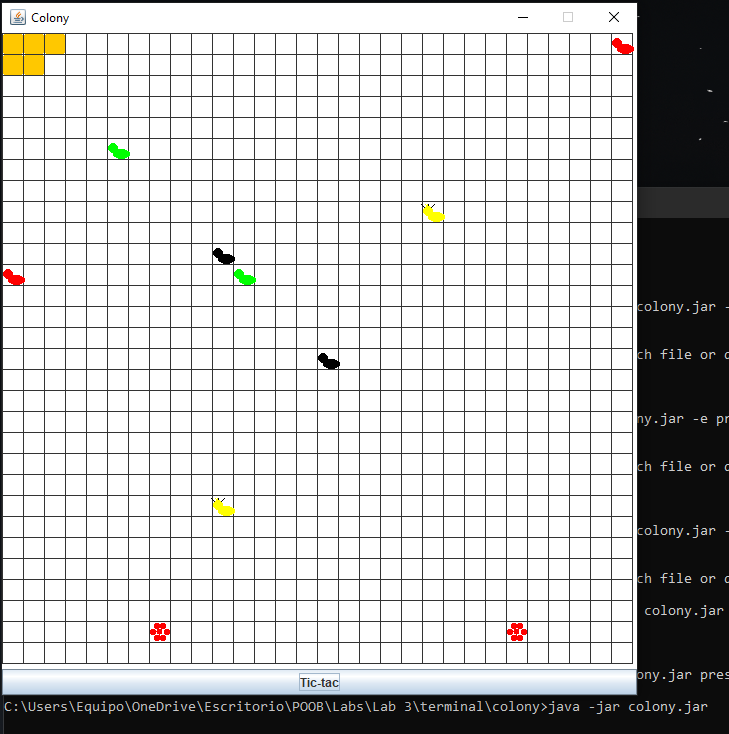 Colony
colony.jar -
ch file or d
ny.jar -e pr
ch file or d
colony.jar -
ch file or d
colony.jar
ony.jar pres
Tic-tac
C:\Users\Equipo\OneDrive\Escritorio\POOB\Labs\Lab 3\terminal\colony>java -jar colony.jar